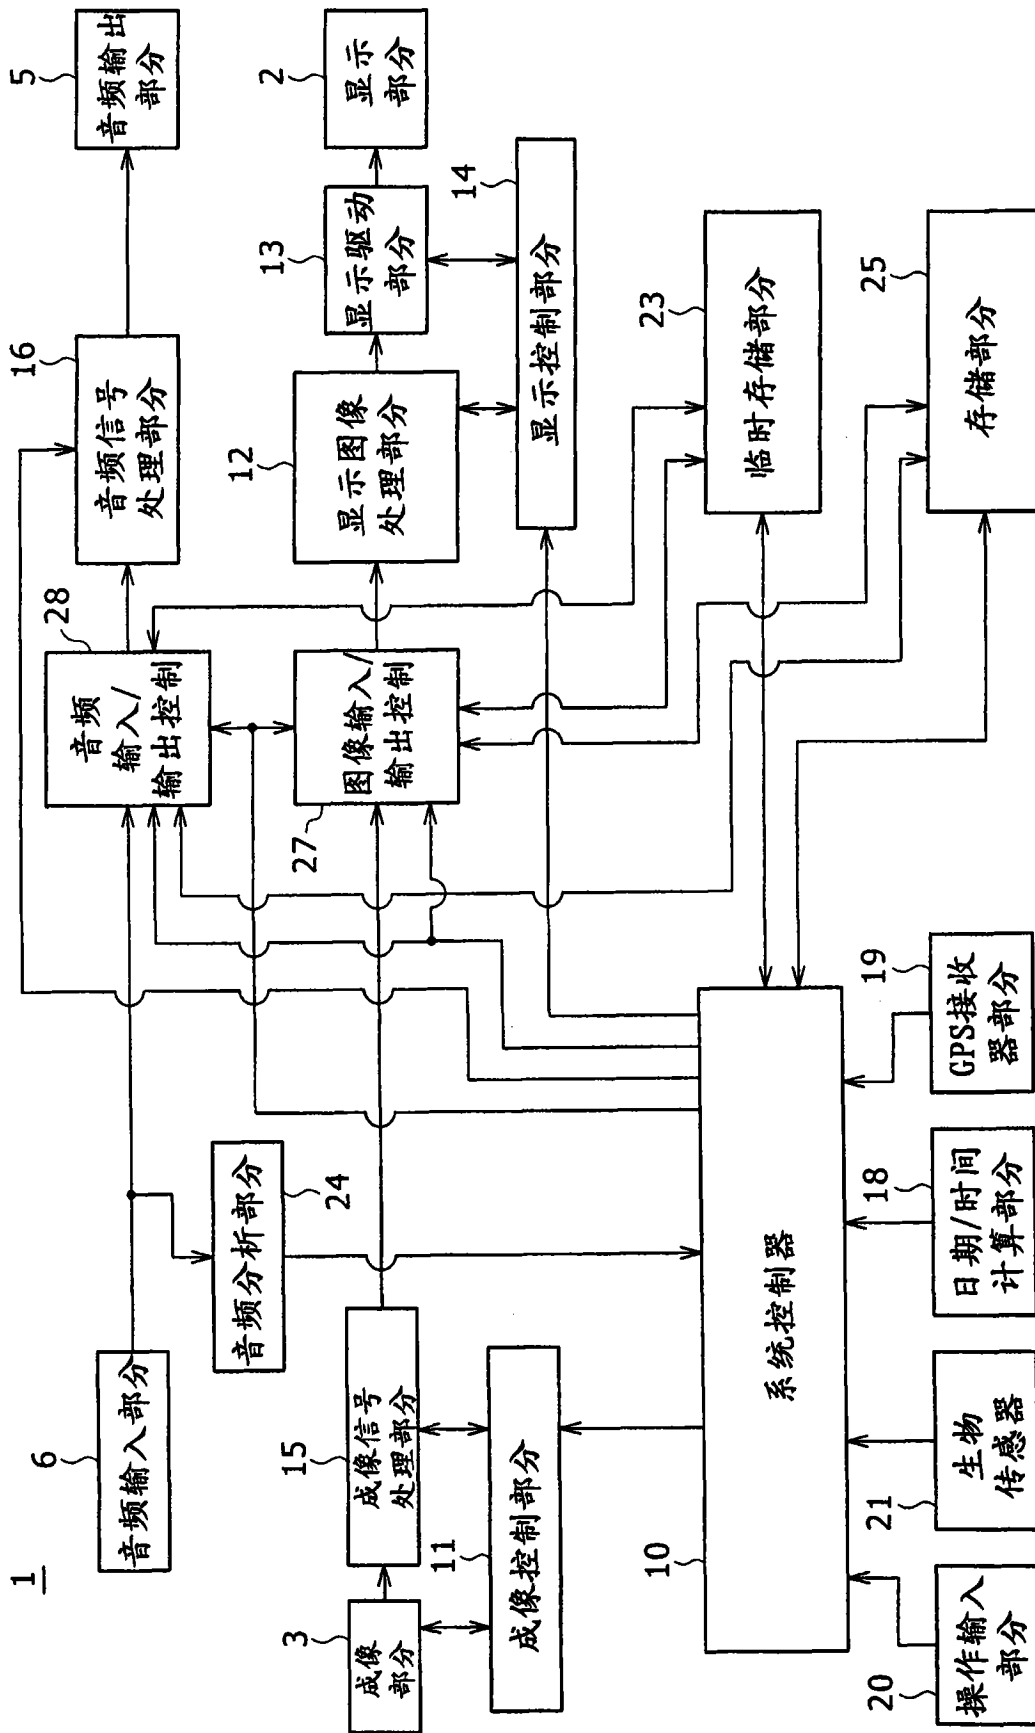 1
6
音频输入部分
音频分析部分
24
28
音频
输入/
输出控制
16
音频信号
处理部分
5
音频输出
部分
3
成像
部分
15
成像信号
处理部分
27
图像输入/
输出控制
12
显示图像
处理部分
13
显示驱动
部分
2
显示
部分
11
成像控制部分
14
显示控制部分
10
系统控制器
23
临时存储部分
20
操作输入
部分
21
生物
传感器
18
日期/时间
计算部分
19
GPS接收
器部分
25
存储部分